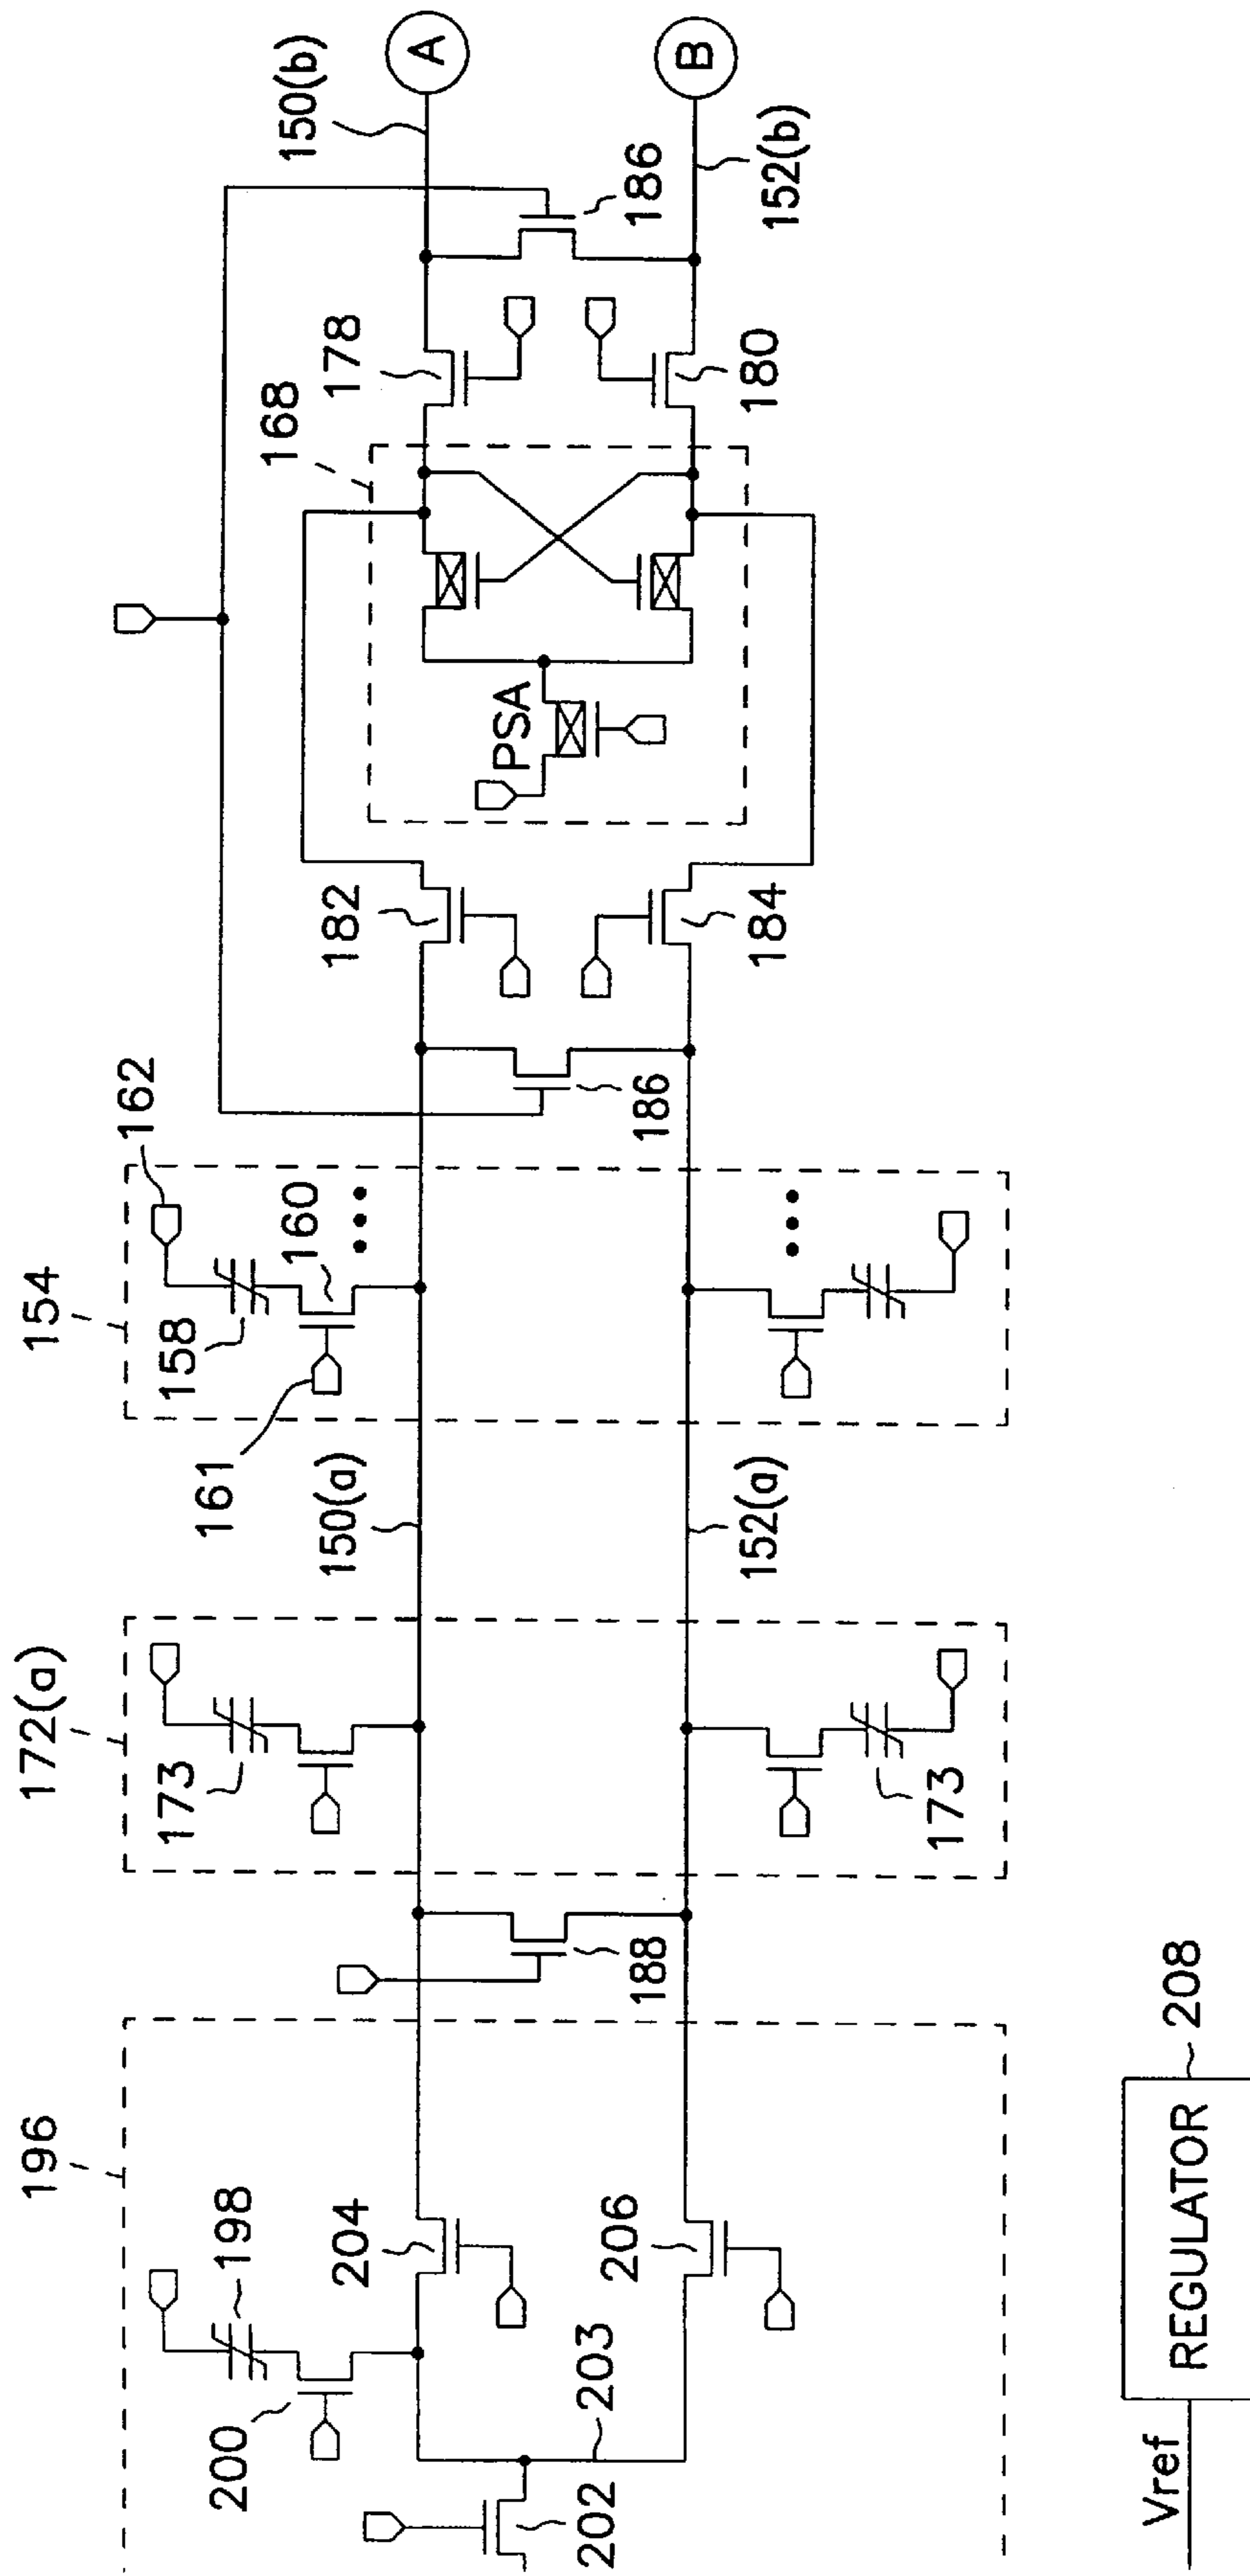 A
B
150(b)
152(b)
186
178
180
168
PSA
182
184
186
162
160
158
154
161
150(a)
152(a)
172(a)
173
173
188
196
198
204
206
200
203
202
208
REGULATOR
Vref